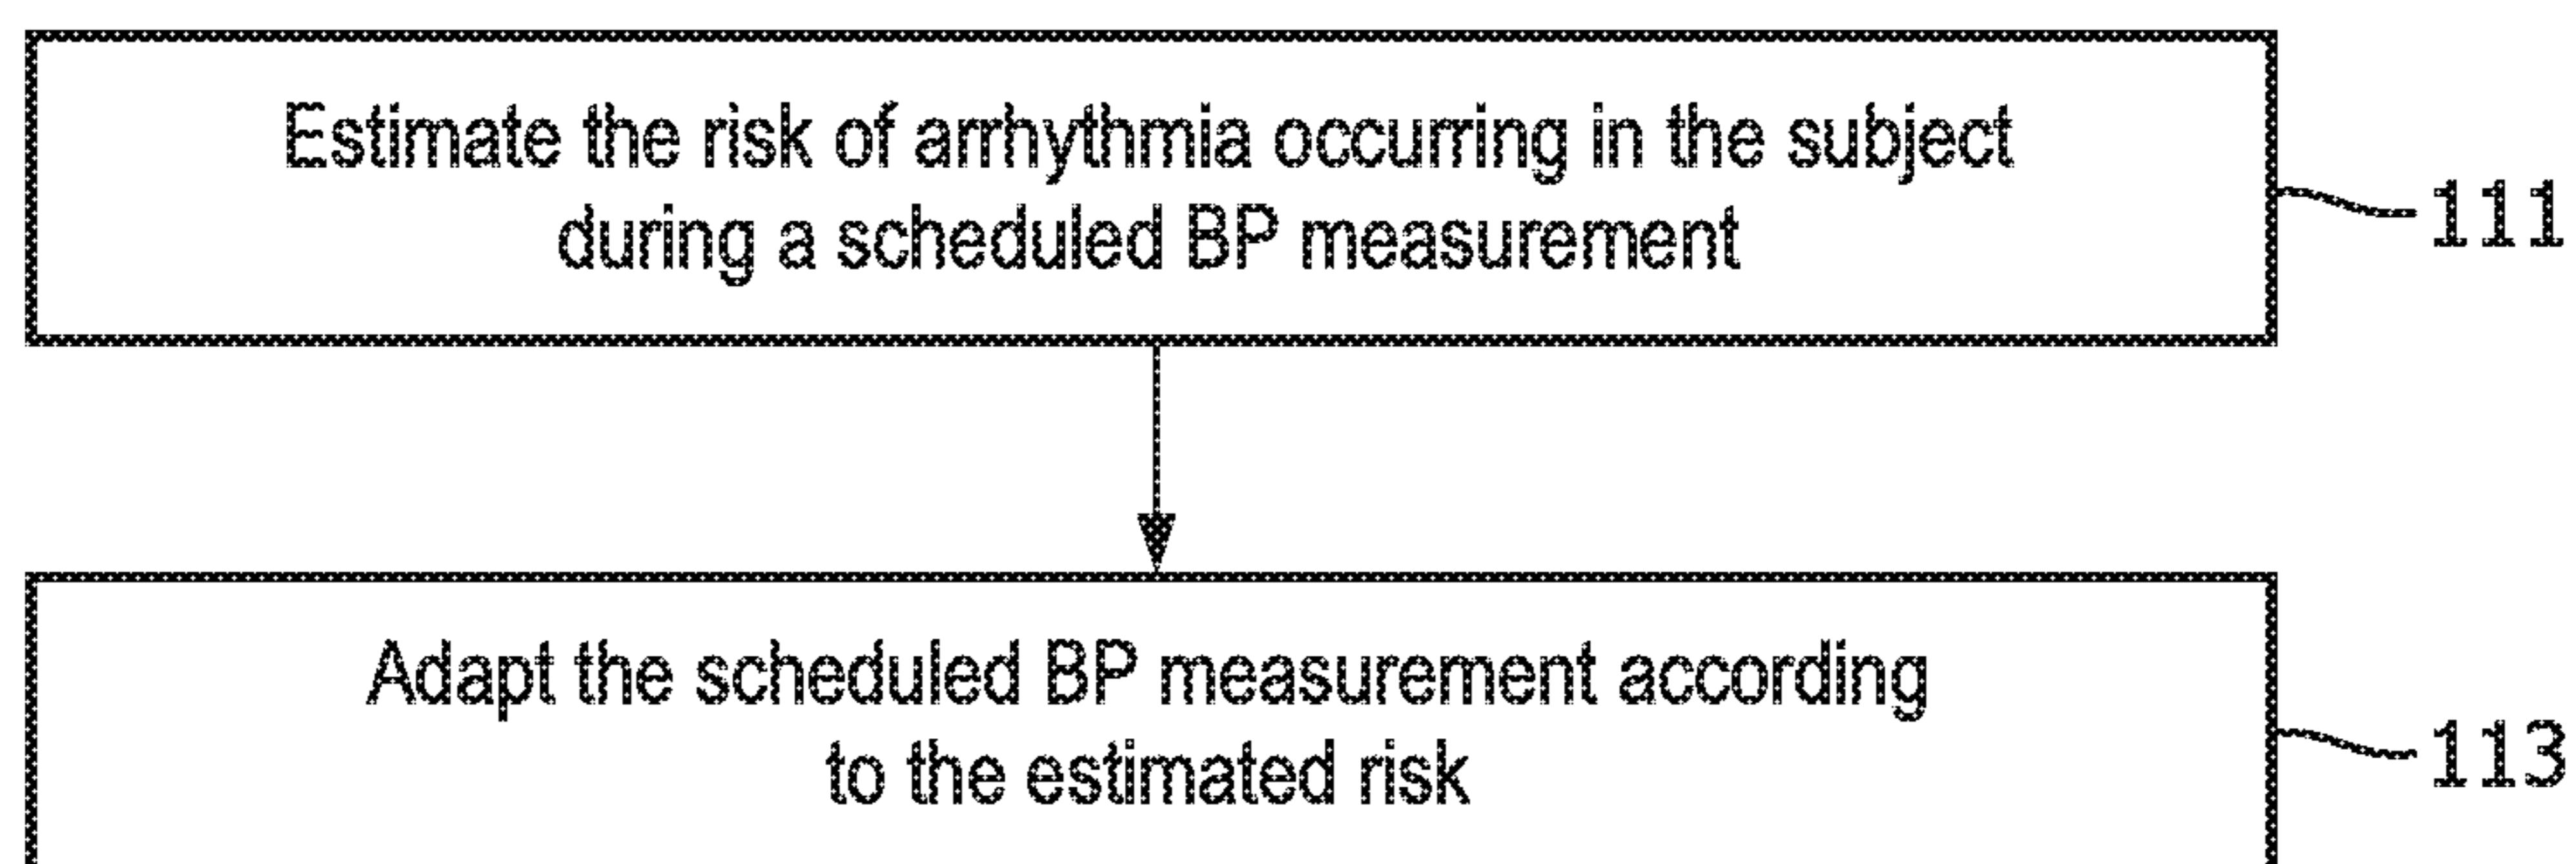 Estimate the risk of arrhythmia occurring in the subject
during a scheduled BP measurement
111
Adapt the scheduled BP measurement according
to the estimated risk
113